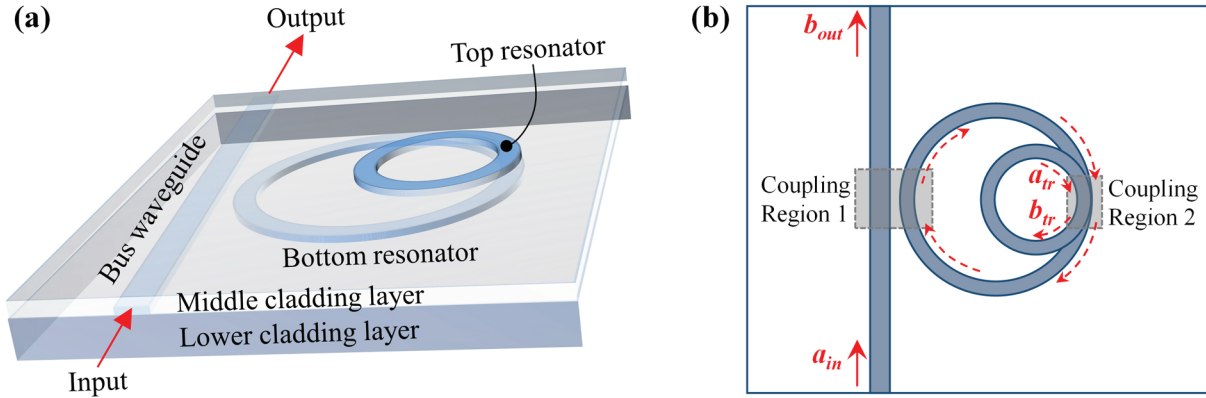 (a)
Output
Top resonator
Bus waveguide
Bottom resonator
Middle cladding layer
Lower cladding layer
Input
(b)
b_out
Coupling
Region 1
a_tr
b_tr
Coupling
Region 2
a_in